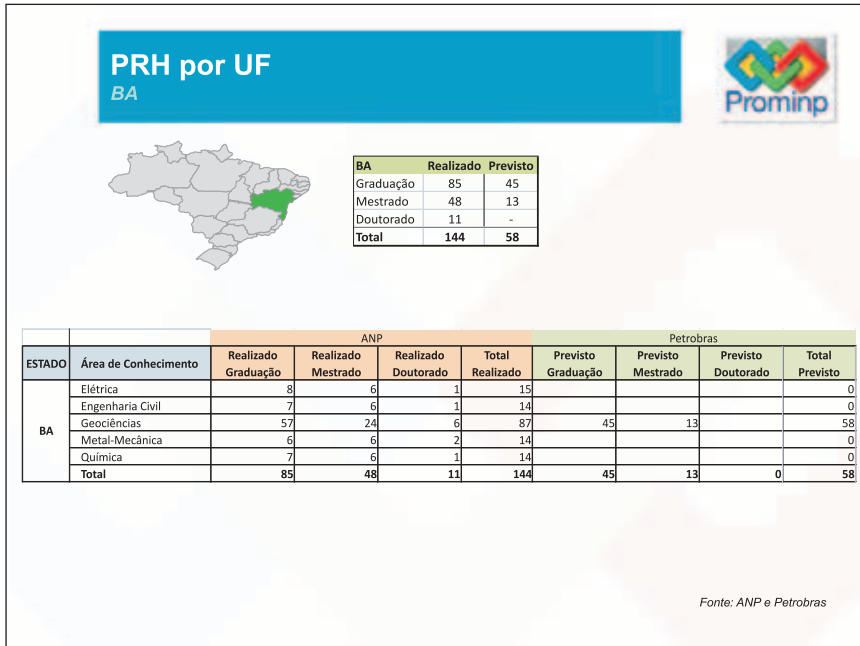 PRH por UF
BA
Prominp
BA Realizado Previsto
Graduação 85 45
Mestrado 48 13
Doutorado 11 -
Total 144 58
ANP Petrobras
ESTADO Área de Conhecimento Realizado Graduação Realizado Mestrado Realizado Doutorado Total Realizado Previsto Graduação Previsto Mestrado Previsto Doutorado Total Previsto
BA
Elétrica 8 6 1 15 0
Engenharia Civil 7 6 1 14 0
Geociências 57 24 6 87 45 13 58
Metal-Mecânica 6 6 2 14 0
Química 7 6 1 14 0
Total 85 48 11 144 45 13 0 58
Fonte: ANP e Petrobras